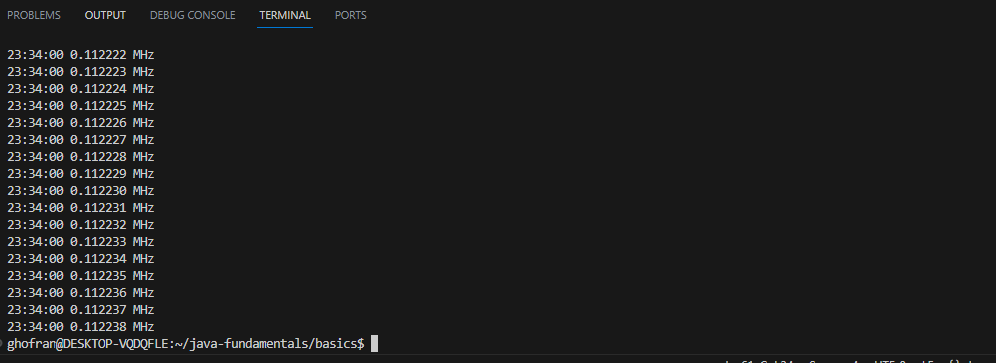 PROBLEMS OUTPUT DEBUG CONSOLE TERMINAL PORTS
23:34:00 0.112222 MHz
23:34:00 0.112223 MHz
23:34:00 0.112224 MHz
23:34:00 0.112225 MHz
23:34:00 0.112226 MHz
23:34:00 0.112227 MHz
23:34:00 0.112228 MHz
23:34:00 0.112229 MHz
23:34:00 0.112230 MHz
23:34:00 0.112231 MHz
23:34:00 0.112232 MHz
23:34:00 0.112233 MHz
23:34:00 0.112234 MHz
23:34:00 0.112235 MHz
23:34:00 0.112236 MHz
23:34:00 0.112237 MHz
23:34:00 0.112238 MHz
ghofran@DESKTOP-VQDQFLE:~/java-fundamentals/basics$